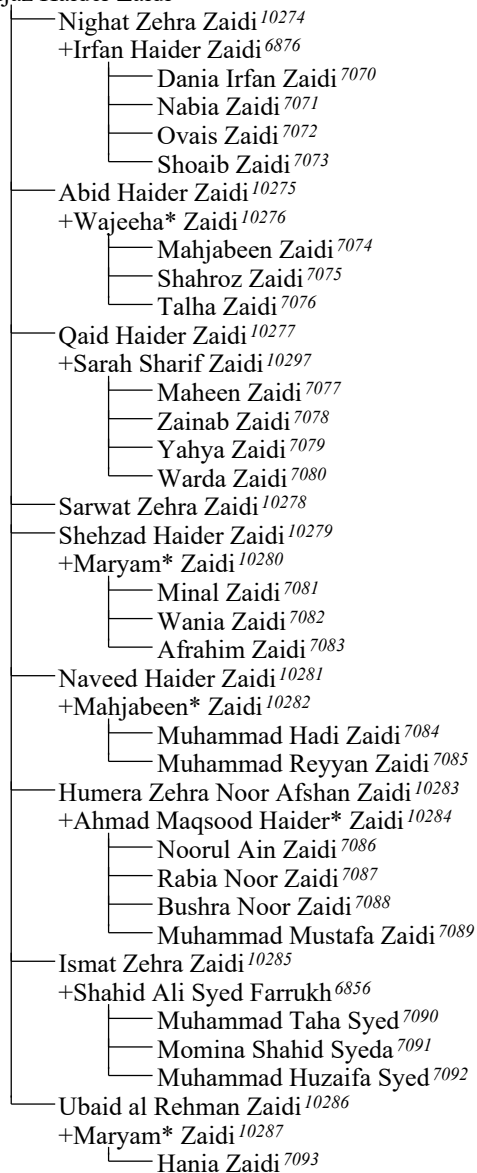 Nighat Zehra Zaidi 10274
+Irfan Haider Zaidi 6876
Dania Irfan Zaidi 7070
Nabia Zaidi 7071
Ovais Zaidi 7072
Shoaib Zaidi 7073
Abid Haider Zaidi 10275
+Wajeeha* Zaidi 10276
Mahjabeen Zaidi 7074
Shahroz Zaidi 7075
Talha Zaidi 7076
Qaid Haider Zaidi 10277
+Sarah Sharif Zaidi 10297
Maheen Zaidi 7077
Zainab Zaidi 7078
Yahya Zaidi 7079
Warda Zaidi 7080
Sarwat Zehra Zaidi 10278
Shehzad Haider Zaidi 10279
+Maryam* Zaidi 10280
Minal Zaidi 7081
Wania Zaidi 7082
Afrahim Zaidi 7083
Naveed Haider Zaidi 10281
+Mahjabeen* Zaidi 10282
Muhammad Hadi Zaidi 7084
Muhammad Reyyan Zaidi 7085
Humera Zehra Noor Afshan Zaidi 10283
+Ahmad Maqsood Haider* Zaidi 10284
Noorul Ain Zaidi 7086
Rabia Noor Zaidi 7087
Bushra Noor Zaidi 7088
Muhammad Mustafa Zaidi 7089
Ismat Zehra Zaidi 10285
+Shahid Ali Syed Farrukh 6856
Muhammad Taha Syed 7090
Momina Shahid Syeda 7091
Muhammad Huzaifa Syed 7092
Ubaid al Rehman Zaidi 10286
+Maryam* Zaidi 10287
Hania Zaidi 7093